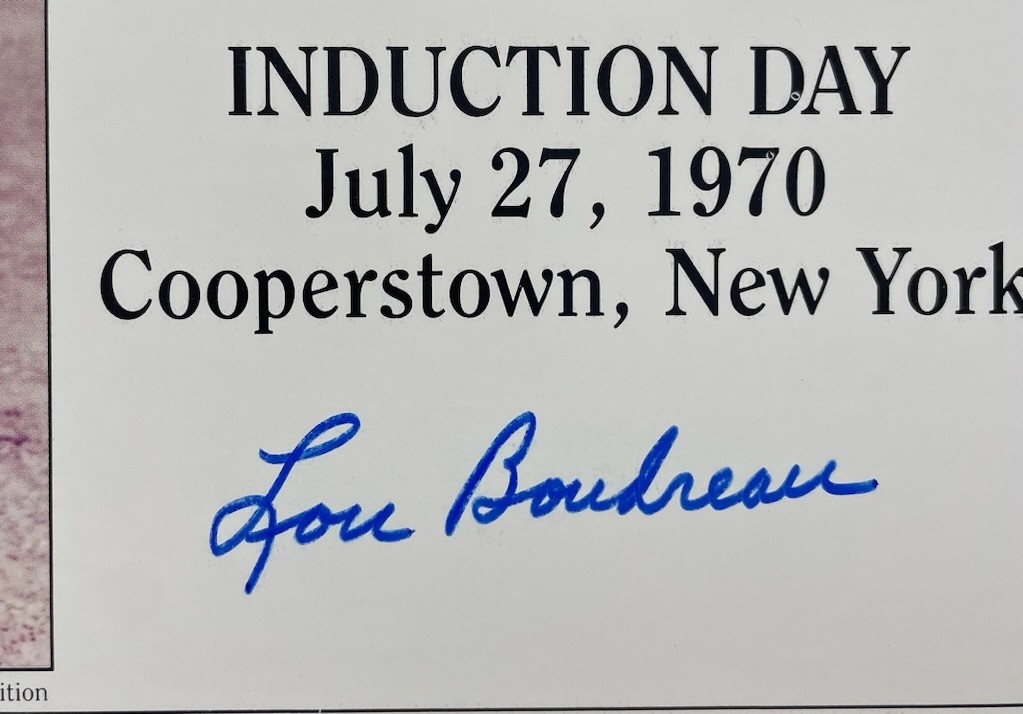 INDUCTION DAY
July 27, 1970
Cooperstown, New York
Lou Boudreau
ition